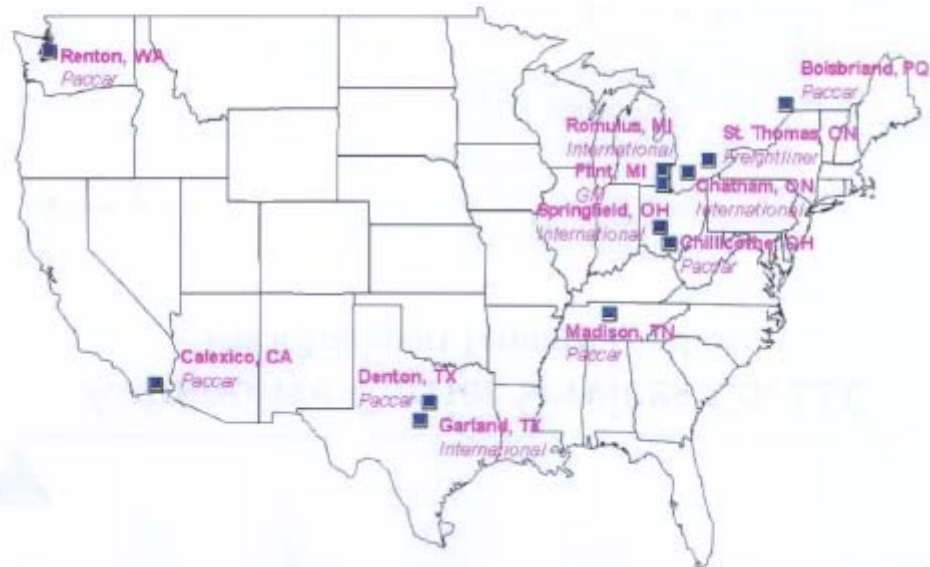 Renton, WA
Paccar
Boisbriand, PQ
Paccar
Romulus, MI
International
St. Thomas, ON
Freightliner
Flint, MI
GM
Chatham, ON
International
Springfield, OH
International
Chillicothe, OH
Paccar
Madison, TN
Paccar
Calexico, CA
Paccar
Denton, TX
Paccar
Garland, TX
International